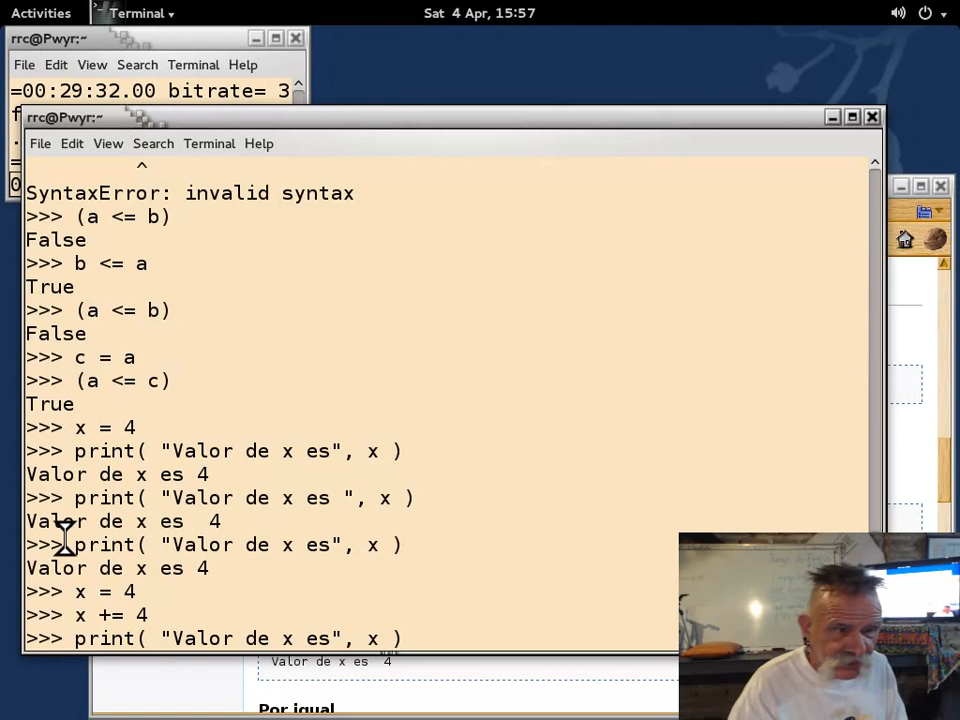 Activities Terminal Sat 4 Apr, 15:57
rrc@Pwyr:~
File Edit View Search Terminal Help
=00:29:32.00 bitrate= 3
rrc@Pwyr:~
File Edit View Search Terminal Help
^
SyntaxError: invalid syntax
>>> (a <= b)
False
>>> b <= a
True
>>> (a <= b)
False
>>> c = a
>>> (a <= c)
True
>>> x = 4
>>> print( "Valor de x es", x )
Valor de x es 4
>>> print( "Valor de x es ", x )
Valor de x es  4
>>> print( "Valor de x es", x )
Valor de x es 4
>>> x = 4
>>> x += 4
>>> print( "Valor de x es", x )
Valor de x es  4
Por igual